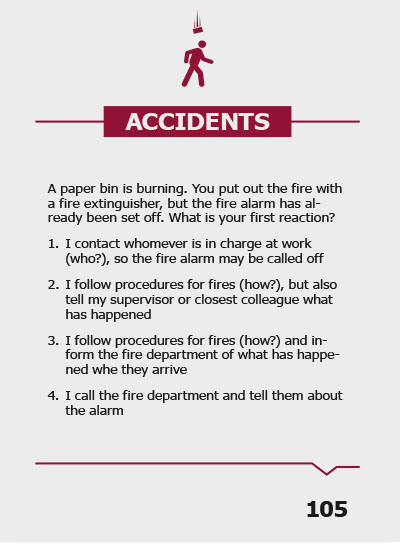 ACCIDENTS
A paper bin is burning. You put out the fire with
a fire extinguisher, but the fire alarm has al-
ready been set off. What is your first reaction?
1. I contact whomever is in charge at work
(who?), so the fire alarm may be called off
2. I follow procedures for fires (how?), but also
tell my supervisor or closest colleague what
has happened
3. I follow procedures for fires (how?) and in-
form the fire department of what has happe-
ned whe they arrive
4. I call the fire department and tell them about
the alarm
105